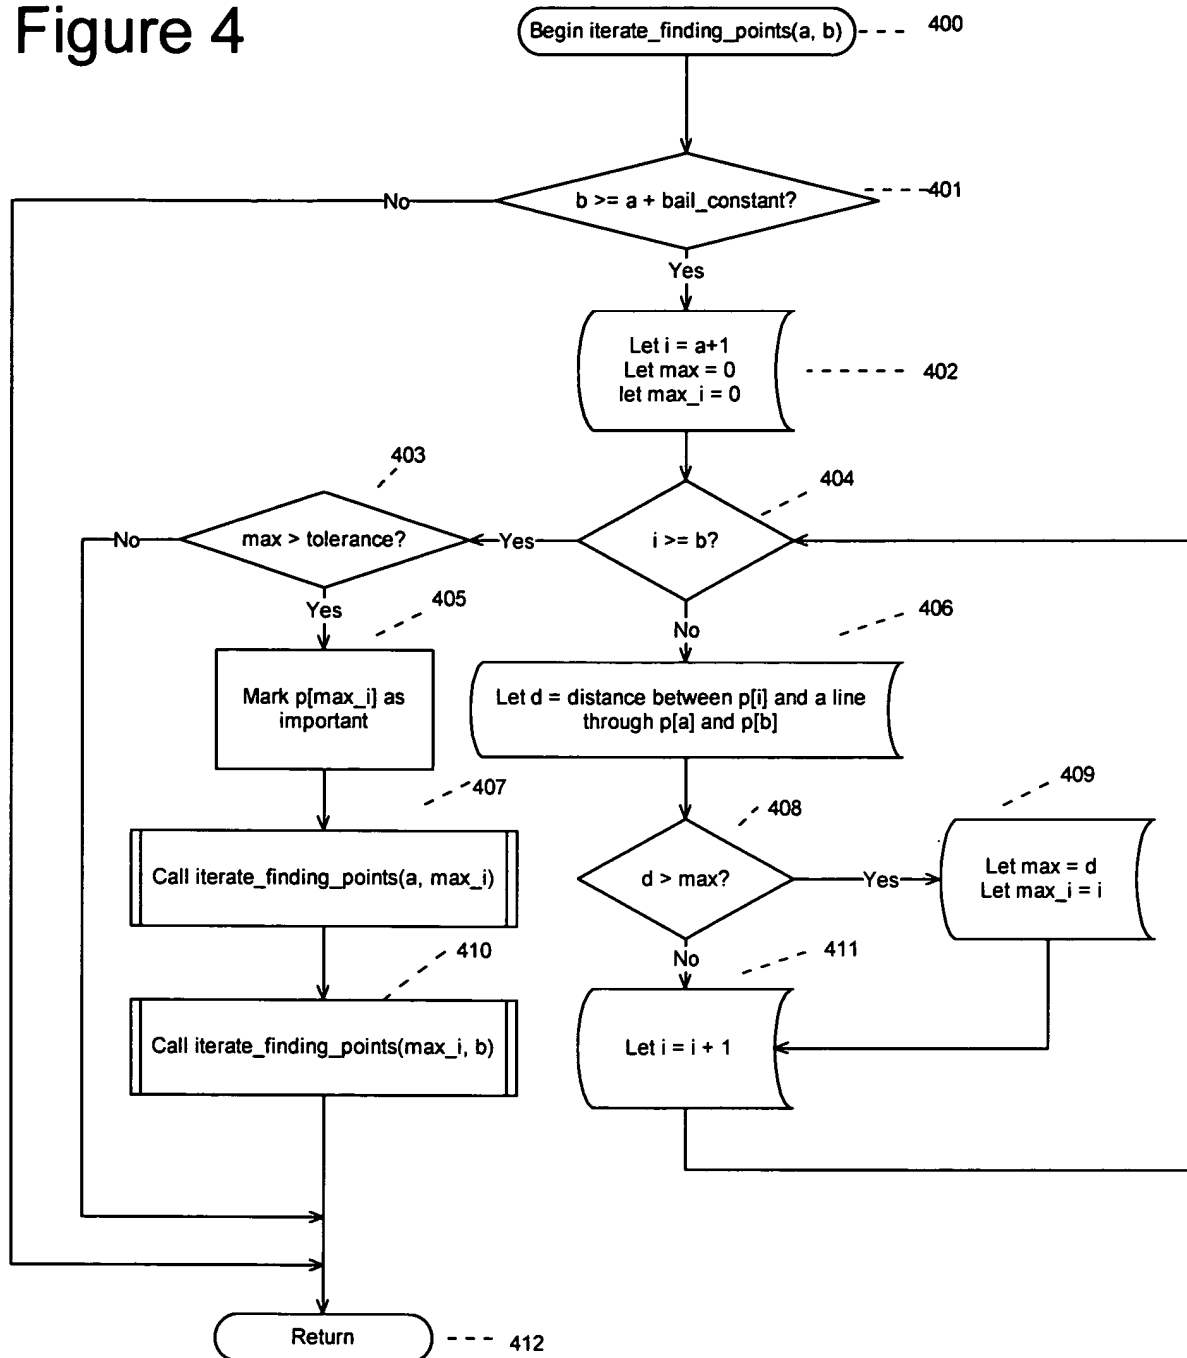 Figure 4
Begin iterate_finding_points(a, b)
400
b >= a + bail_constant?
401
No
Yes
Let i = a+1
Let max = 0
let max_i = 0
402
403
404
max > tolerance?
No
Yes
i >= b?
Yes
No
405
406
Mark p[max_i] as
important
Let d = distance between p[i] and a line
through p[a] and p[b]
407
408
409
Call iterate_finding_points(a, max_i)
d > max?
Yes
Let max = d
Let max_i = i
No
410
411
Call iterate_finding_points(max_i, b)
Let i = i + 1
Return
412